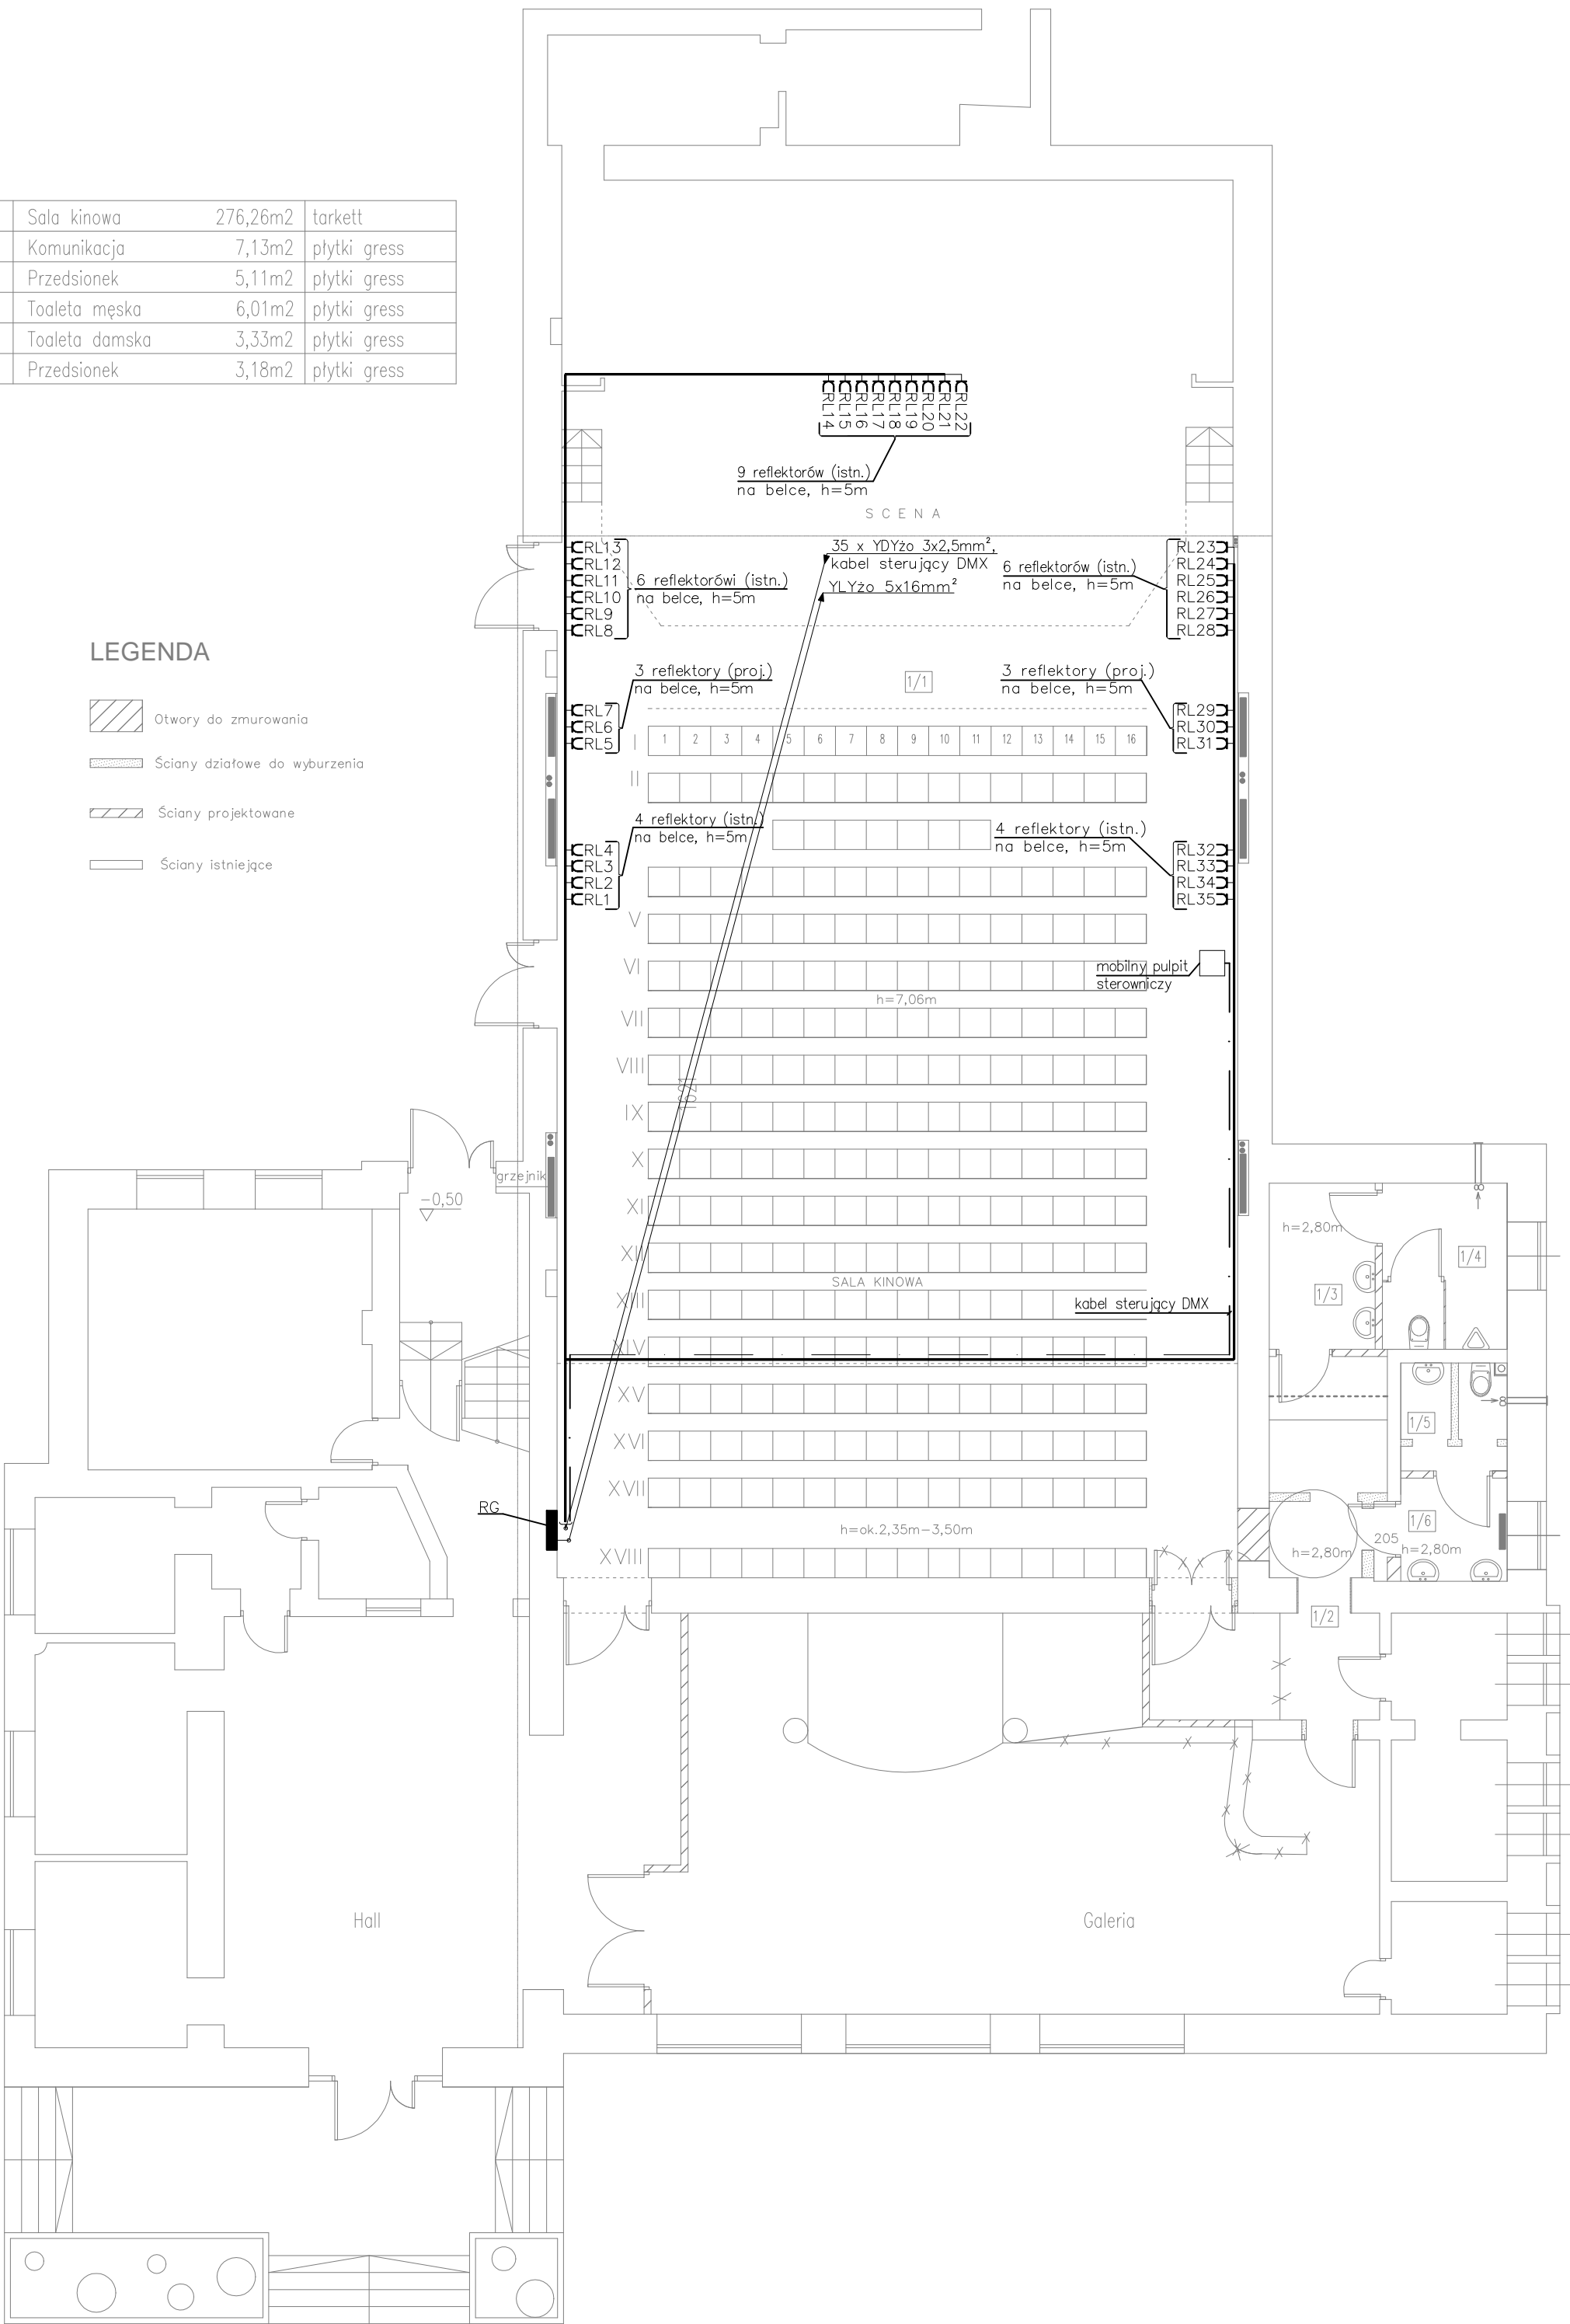 Sala kinowa 276,26m2 tarkett
Komunikacja 7,13m2 płytki gress
Przedsionek 5,11m2 płytki gress
Toaleta męska 6,01m2 płytki gress
Toaleta damska 3,33m2 płytki gress
Przedsionek 3,18m2 płytki gress
RL14
RL15
RL16
RL17
RL18
RL19
RL20
RL21
RL22
9 reflektorów (istn.)
na belce, h=5m
SCENA
RL13
RL12
RL11
RL10
RL9
RL8
6 reflektorówi (istn.)
na belce, h=5m
35 x YDYżo 3x2,5mm²,
kabel sterujący DMX
YLYżo 5x16mm²
6 reflektorów (istn.)
na belce, h=5m
RL23
RL24
RL25
RL26
RL27
RL28
LEGENDA
Otwory do zmurowania
Ściany działowe do wyburzenia
Ściany projektowane
Ściany istniejące
3 reflektory (proj.)
na belce, h=5m
RL7
RL6
RL5
1/1
3 reflektory (proj.)
na belce, h=5m
RL29
RL30
RL31
I 1 2 3 4 5 6 7 8 9 10 11 12 13 14 15 16
II
4 reflektory (istn.)
na belce, h=5m
RL4
RL3
RL2
RL1
4 reflektory (istn.)
na belce, h=5m
RL32
RL33
RL34
RL35
V
VI
mobilny pulpit
sterowniczy
h=7,06m
VII
VIII
IX
X
grzejnik
-0,50
XI
h=2,80m
XII
1/4
SALA KINOWA
1/3
XIII
kabel sterujący DMX
XIV
XV
1/5
XVI
XVII
RG
h=ok.2,35m-3,50m
1/6
205
h=2,80m
h=2,80m
XVIII
1/2
Hall
Galeria